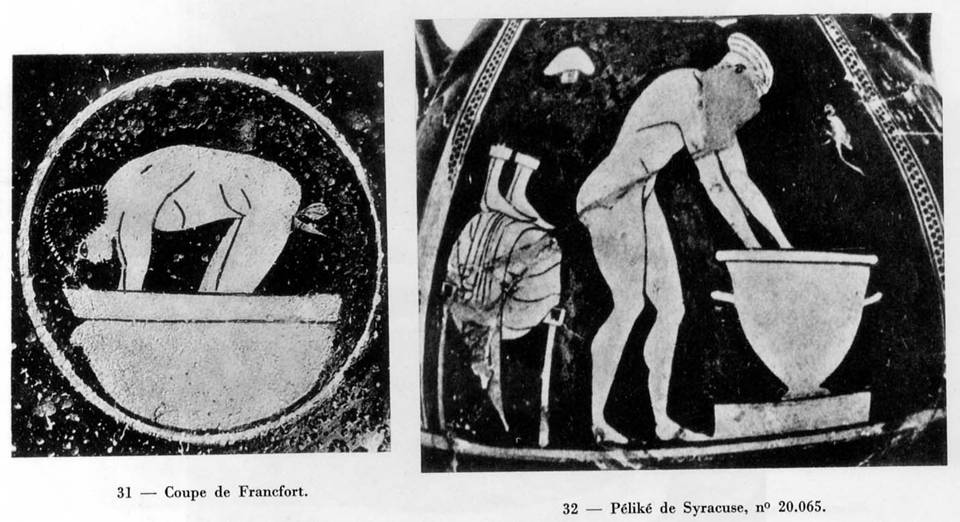 31 — Coupe de Francfort.
32 — Péliké de Syracuse, nº 20.065.